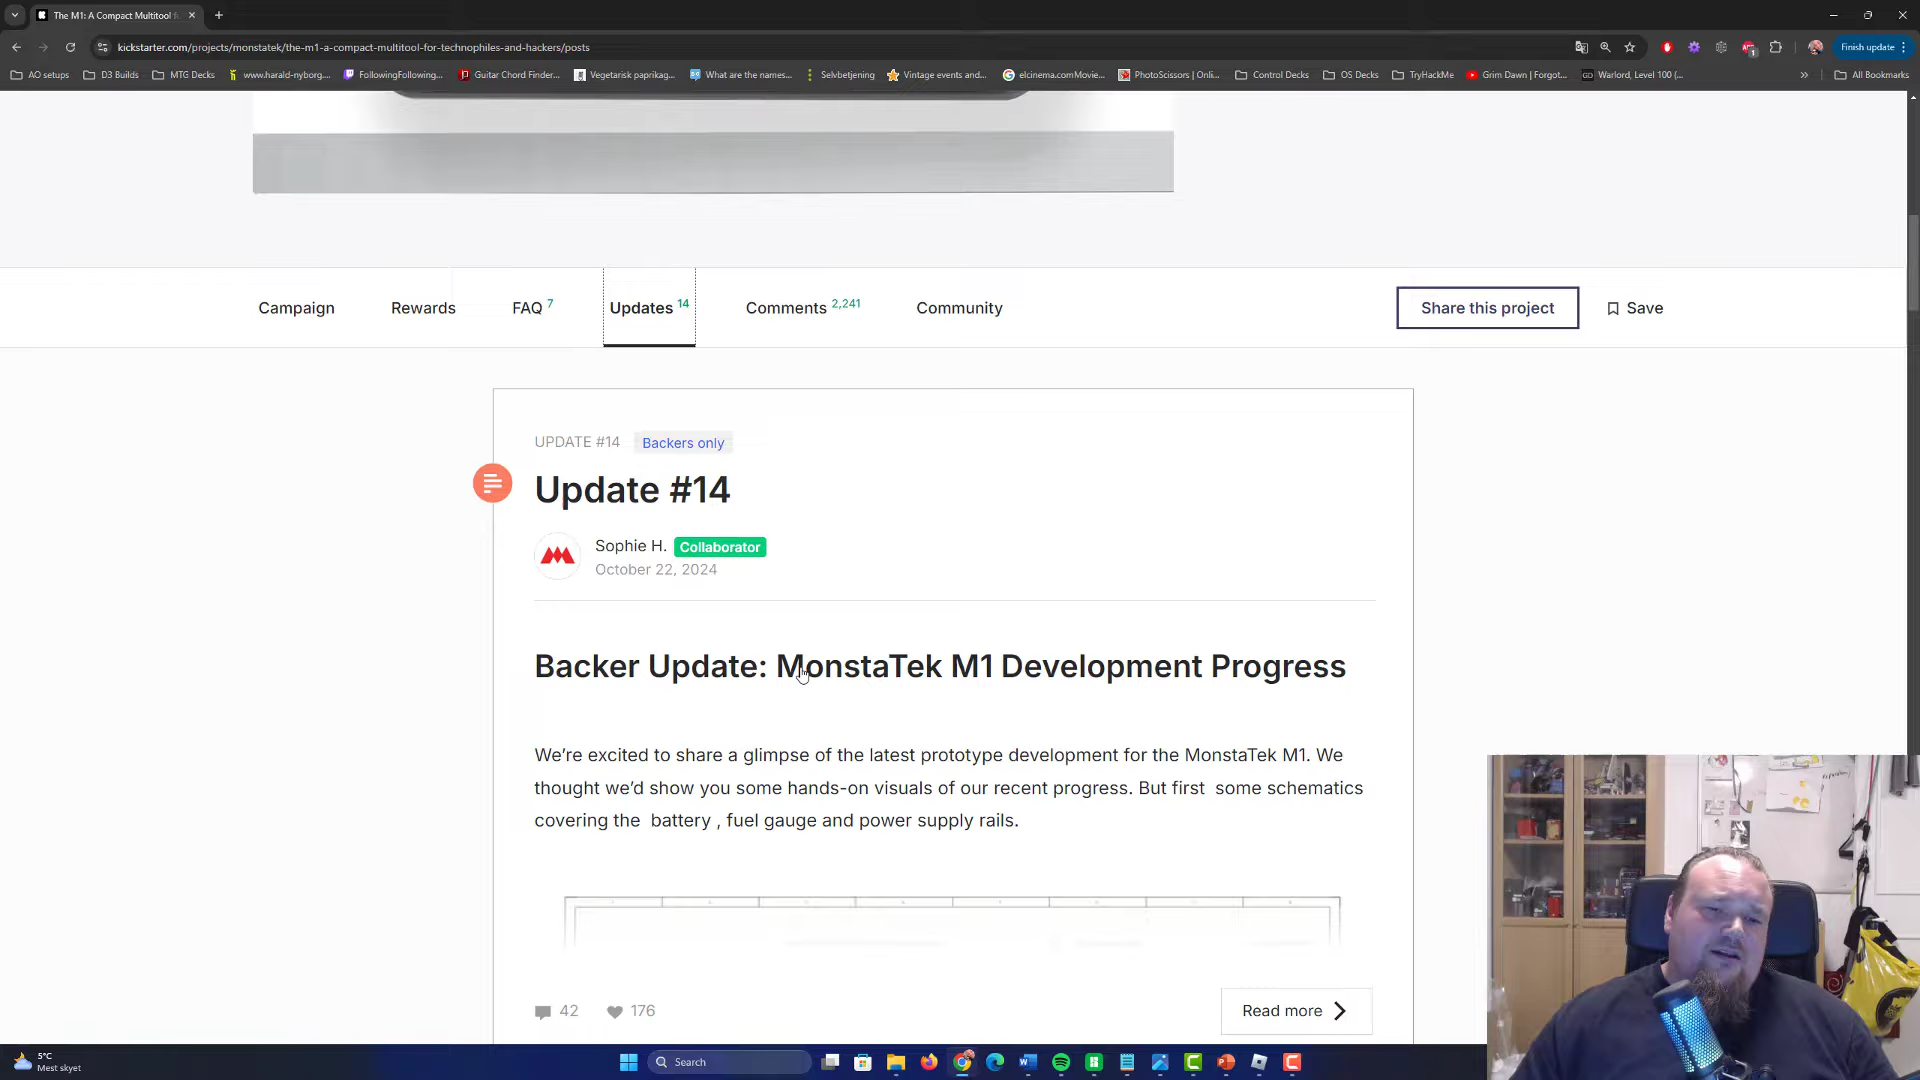 The M1: A Compact Multitool f
kickstarter.com/projects/monstatek/the-m1-a-compact-multitool-for-technophiles-and-hackers/posts
Finish update
AO setups
D3 Builds
MTG Decks
www.harald-nyborg...
FollowingFollowing...
Guitar Chord Finder...
Vegetarisk paprikag...
What are the names...
Selvbetjening
Vintage events and...
elcinema.comMovie...
PhotoScissors | Onli...
Control Decks
OS Decks
TryHackMe
Grim Dawn | Forgot...
Warlord, Level 100 (...
All Bookmarks
Campaign
Rewards
FAQ 7
Updates 14
Comments 2,241
Community
Share this project
Save
UPDATE #14 Backers only
Update #14
Sophie H. Collaborator
October 22, 2024
Backer Update: MonstaTek M1 Development Progress
We're excited to share a glimpse of the latest prototype development for the MonstaTek M1. We
thought we'd show you some hands-on visuals of our recent progress. But first some schematics
covering the battery , fuel gauge and power supply rails.
42
176
Read more
5°C
Mest skyet
Search